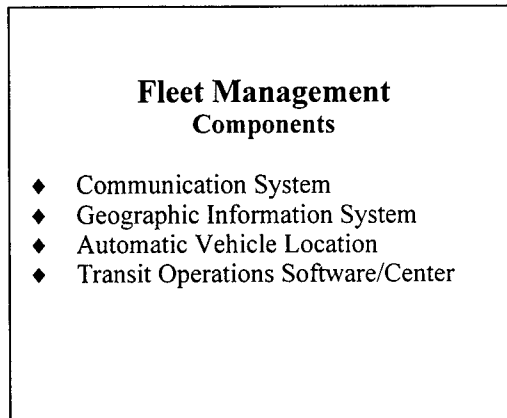 Fleet Management
Components
♦ Communication System
♦ Geographic Information System
♦ Automatic Vehicle Location
♦ Transit Operations Software/Center